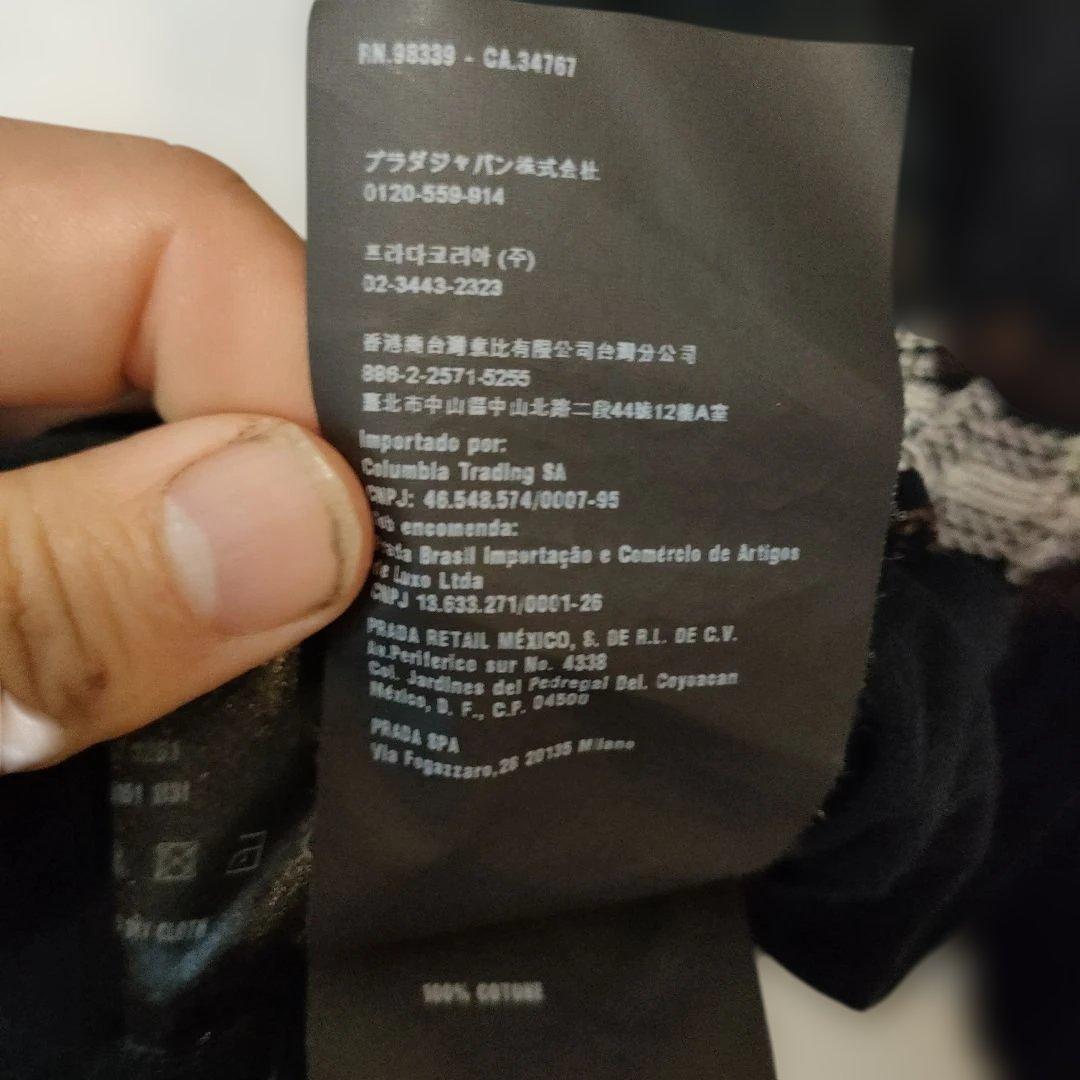 RN.98339 - CA.34767
プラダジャパン株式会社
0120-559-914
프라다코리아 (주)
02-3443-2323
香港商台灣
有限公司台灣分公司
886-2-2571-5255
臺北市中山區中山北路二段44號12樓A室
Importado por:
Columbia Trading SA
CNPJ: 46.548.574/0007-95
encomenda:
Brasil Importação e Comércio de Artigos
Luxo Ltda
CNPJ 13.633.271/0001-26
PRADA RETAIL MÉXICO, S. DE R.L. DE C.V.
Av.Periferico sur No. 4338
Col. Jardines del Pedregal Del. Coyoacan
México, D. F., C.P. 04500
PRADA SPA
Via Fogazzaro,28 20135 Milano
CLOTH
100% COTONE